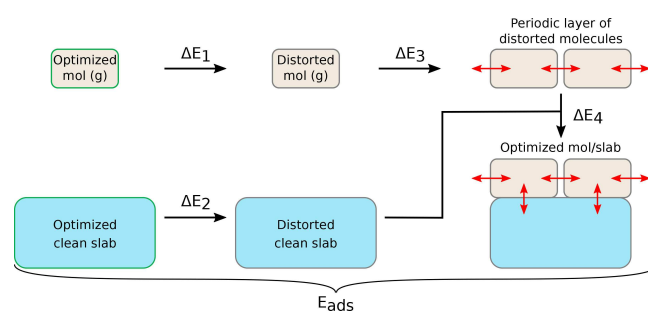 Optimized
mol (g)
ΔE1
Distorted
mol (g)
ΔE3
Periodic layer of
distorted molecules
ΔE4
Optimized mol/slab
Optimized
clean slab
ΔE2
Distorted
clean slab
Eads